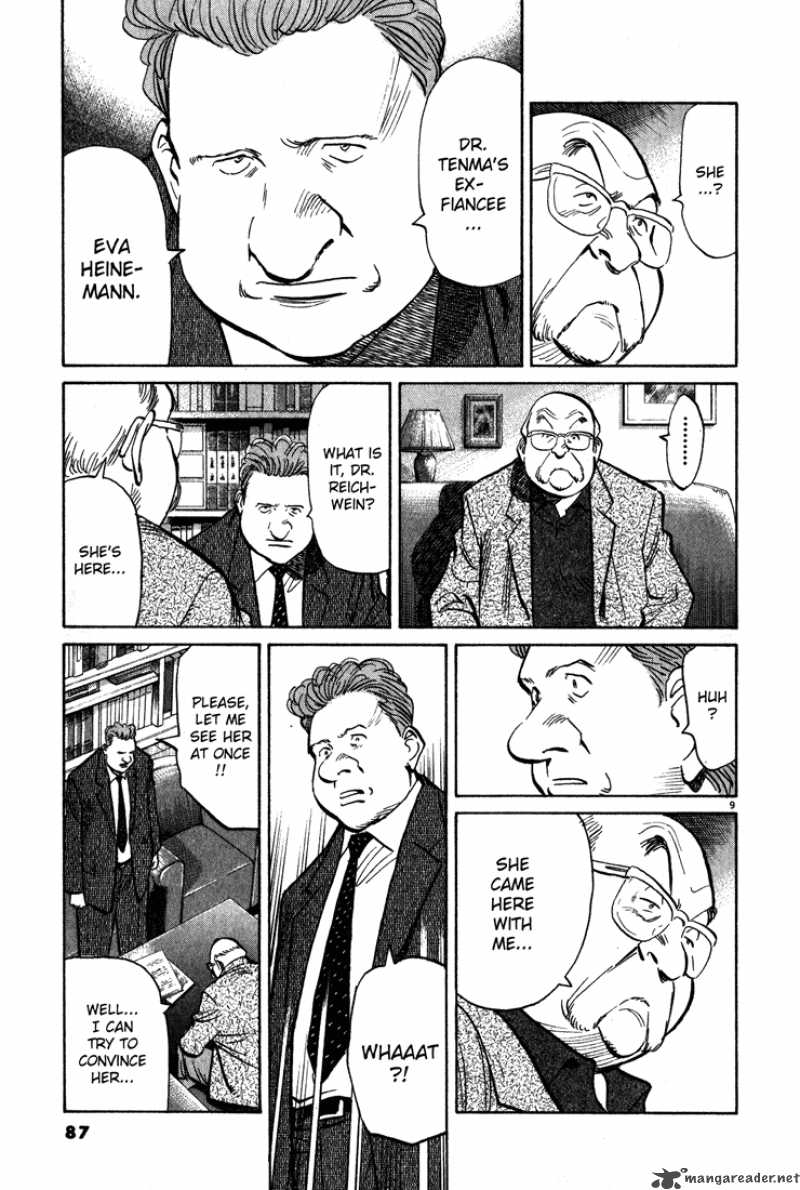 SHE
...?
DR.
TENMA'S
EX-
FIANCEE
...
EVA
HEINE-
MANN.
.........
WHAT IS
IT, DR.
REICH-
WEIN?
SHE'S
HERE...
HUH
?
9
SHE
CAME
HERE
WITH
ME...
WHAAAT
?!
PLEASE,
LET ME
SEE HER
AT ONCE
!!
WELL...
I CAN
TRY TO
CONVINCE
HER...
87
mangareader.net